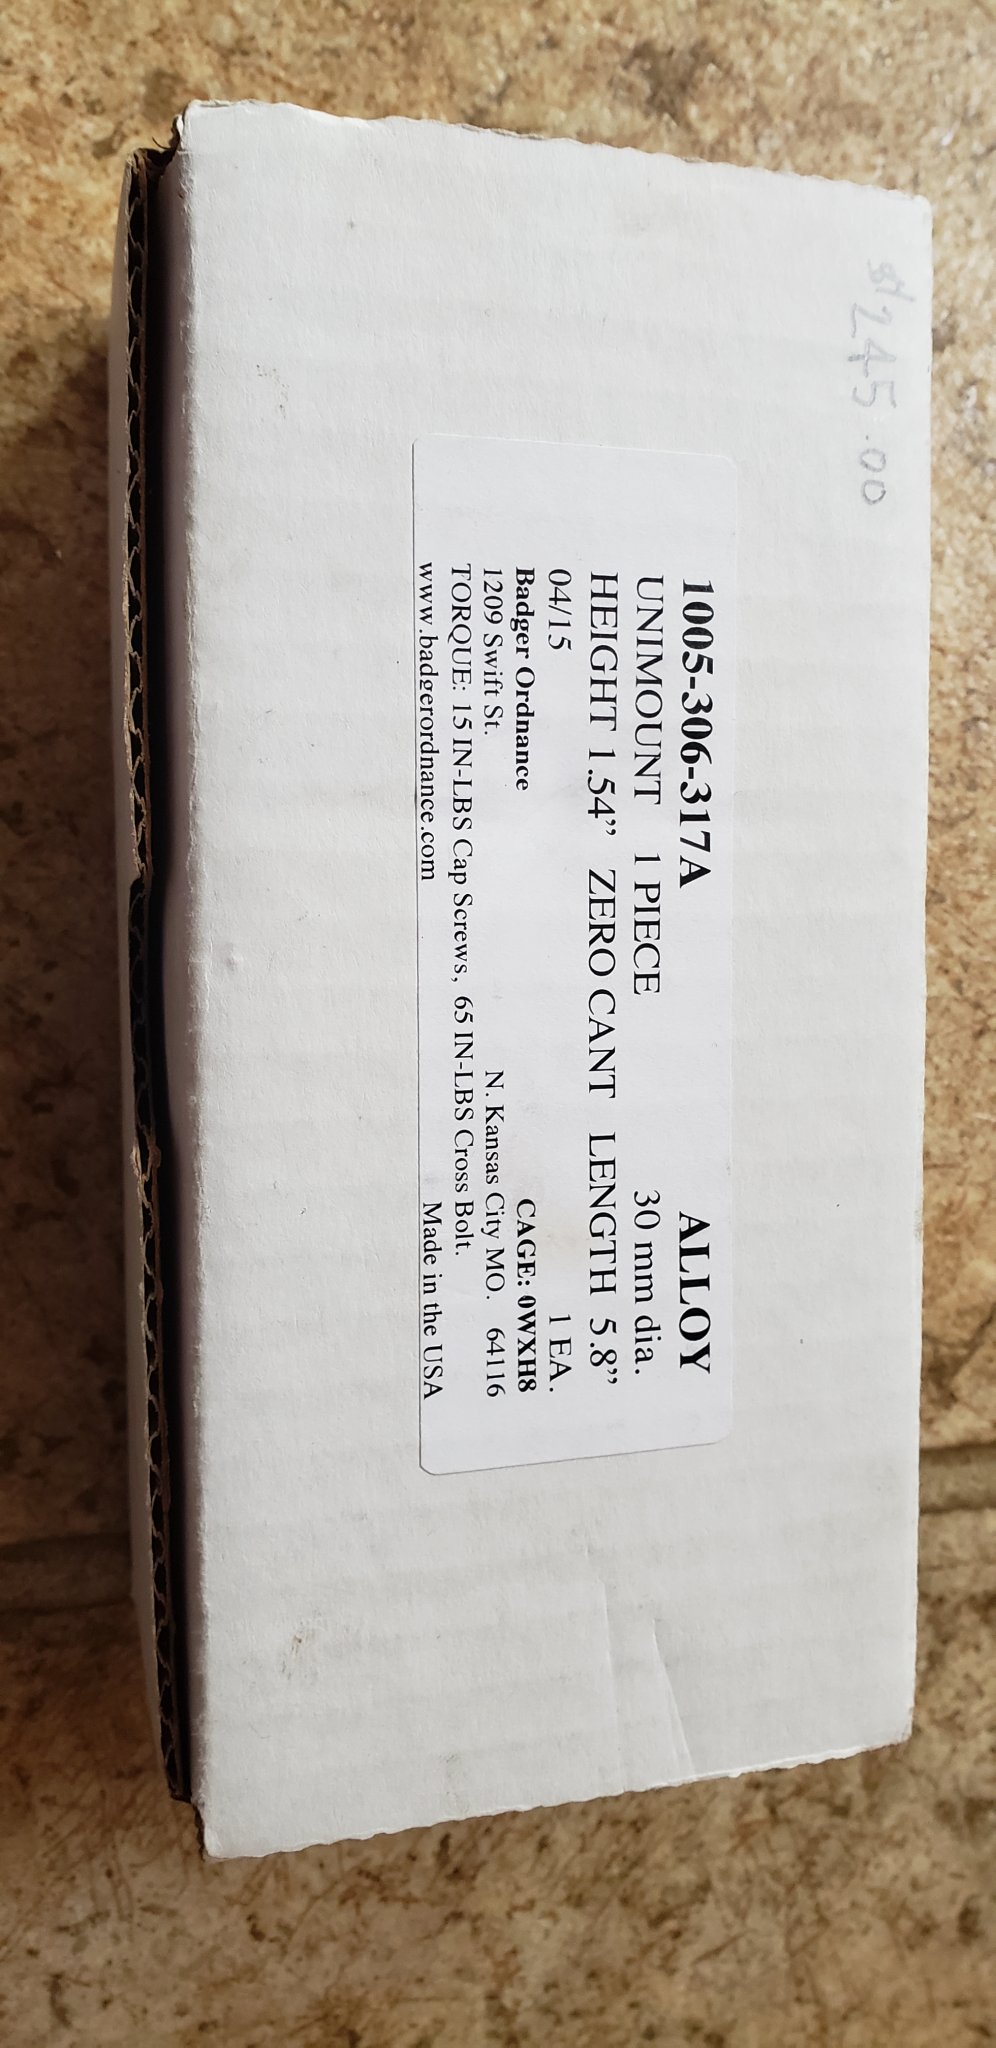 $245.00
1005-306-317A ALLOY
UNIMOUNT 1 PIECE 30 mm dia.
HEIGHT 1.54” ZERO CANT LENGTH 5.8”
04/15 1 EA.
Badger Ordnance CAGE: 0WXH8
1209 Swift St. N. Kansas City MO. 64116
TORQUE: 15 IN-LBS Cap Screws, 65 IN-LBS Cross Bolt.
www.badgerordnance.com Made in the USA